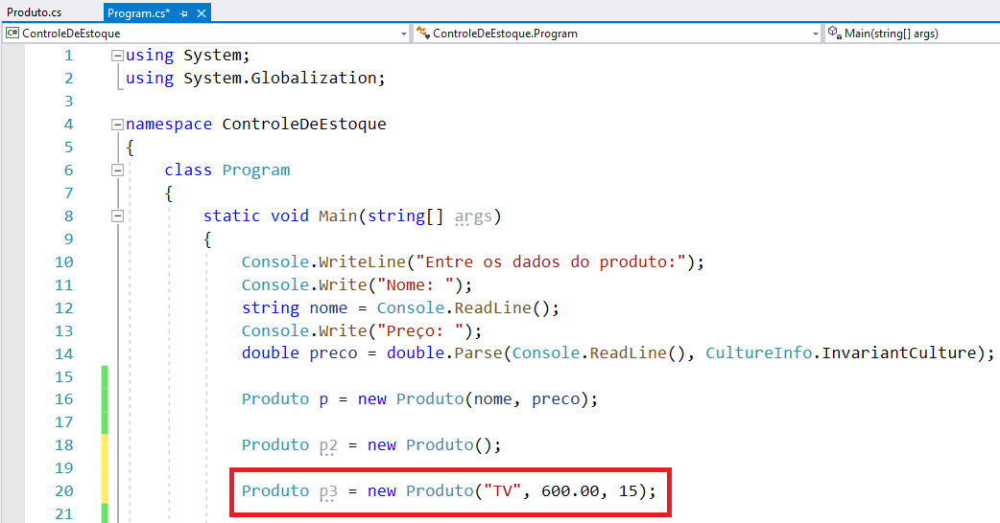 Produto.cs
Program.cs*
C# ControleDeEstoque
ControleDeEstoque.Program
Main(string[] args)
1 using System;
2 using System.Globalization;
3
4 namespace ControleDeEstoque
5 {
6 class Program
7 {
8 static void Main(string[] args)
9 {
10 Console.WriteLine("Entre os dados do produto:");
11 Console.Write("Nome: ");
12 string nome = Console.ReadLine();
13 Console.Write("Preço: ");
14 double preco = double.Parse(Console.ReadLine(), CultureInfo.InvariantCulture);
15
16 Produto p = new Produto(nome, preco);
17
18 Produto p2 = new Produto();
19
20 Produto p3 = new Produto("TV", 600.00, 15);
21